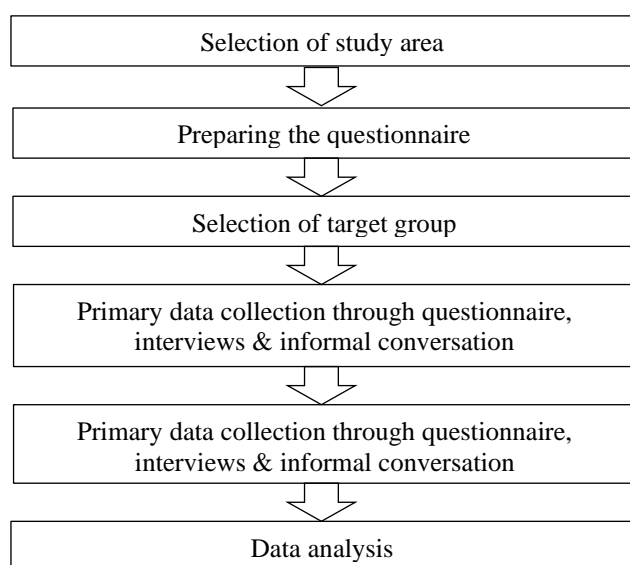 Selection of study area
Preparing the questionnaire
Selection of target group
Primary data collection through questionnaire,
interviews & informal conversation
Primary data collection through questionnaire,
interviews & informal conversation
Data analysis